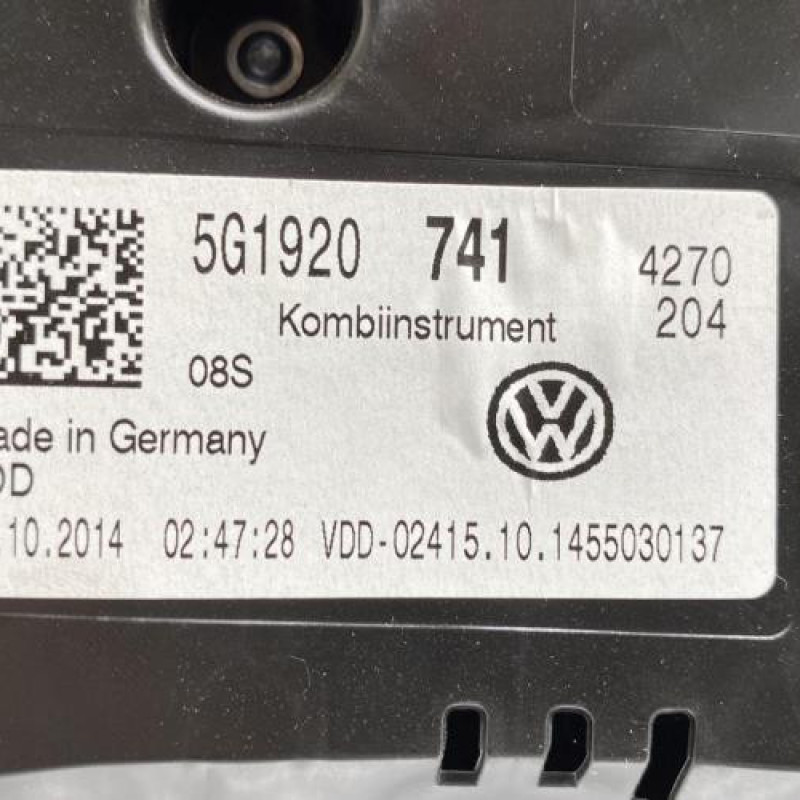 5G1920 741 4270
Kombiinstrument 204
08S
ade in Germany
DD
.10.2014 02:47:28 VDD-02415.10.1455030137